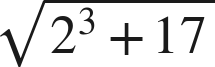 √(2³ + 17)